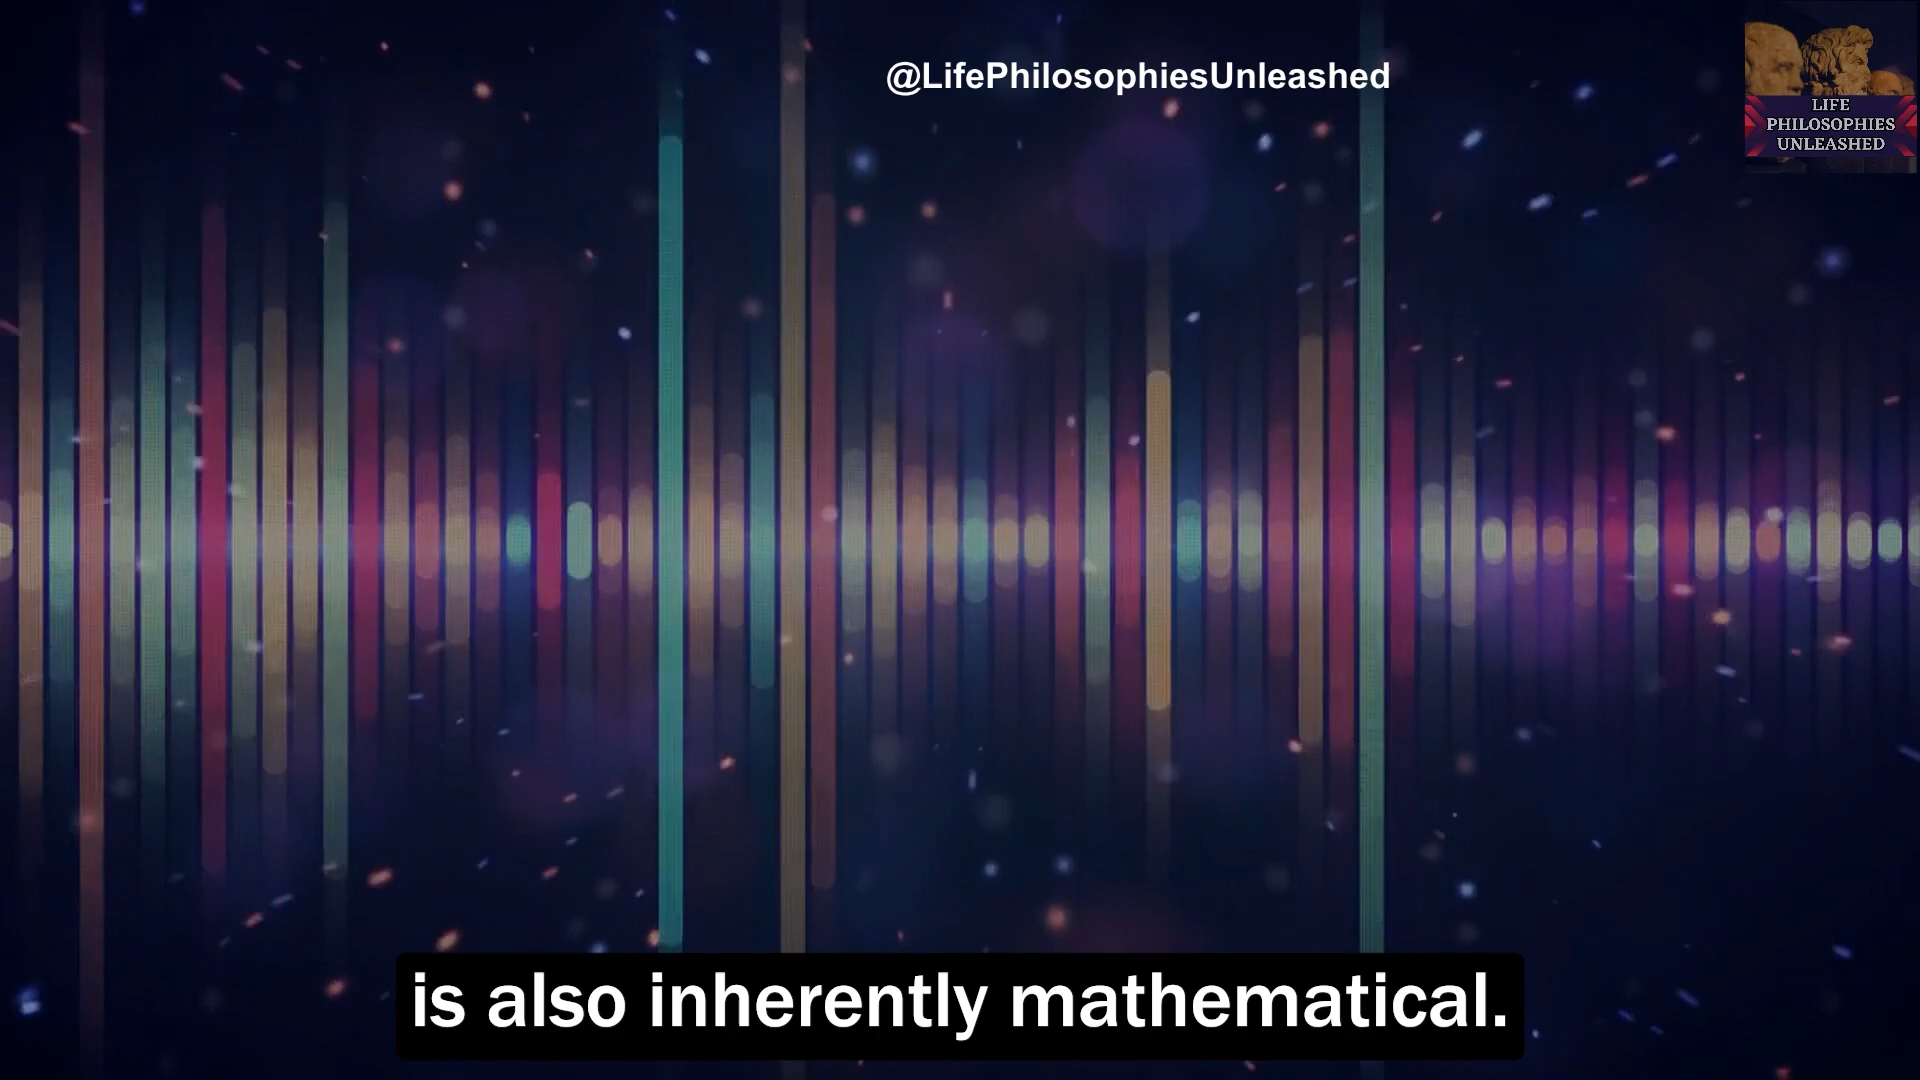 @LifePhilosophiesUnleashed
LIFE
PHILOSOPHIES
UNLEASHED
is also inherently mathematical.